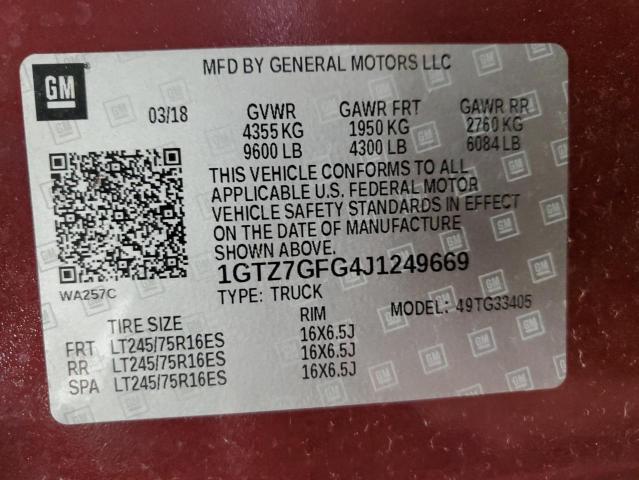 GM
MFD BY GENERAL MOTORS LLC
03/18 GVWR GAWR FRT GAWR RR
4355 KG 1950 KG 2760 KG
9600 LB 4300 LB 6084 LB
THIS VEHICLE CONFORMS TO ALL
APPLICABLE U.S. FEDERAL MOTOR
VEHICLE SAFETY STANDARDS IN EFFECT
ON THE DATE OF MANUFACTURE
SHOWN ABOVE.
1GTZ7GFG4J1249669
WA257C
TYPE: TRUCK MODEL: 49TG33405
TIRE SIZE RIM
FRT LT245/75R16ES 16X6.5J
RR LT245/75R16ES 16X6.5J
SPA LT245/75R16ES 16X6.5J